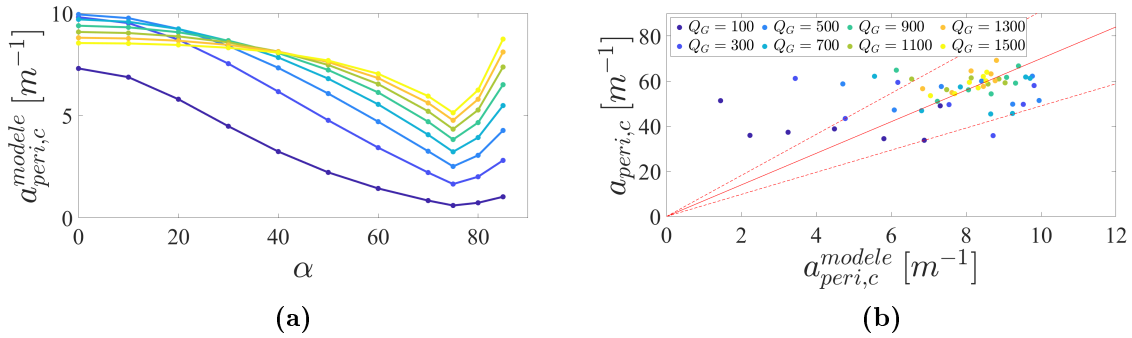 a_{peri,c}^{modele} [m^{-1}]
10
5
0
0 20 40 60 80
α
(a)
a_{peri,c} [m^{-1}]
80
60
40
20
0
Q_G = 100 Q_G = 500 Q_G = 900 Q_G = 1300
Q_G = 300 Q_G = 700 Q_G = 1100 Q_G = 1500
0 2 4 6 8 10 12
a_{peri,c}^{modele} [m^{-1}]
(b)